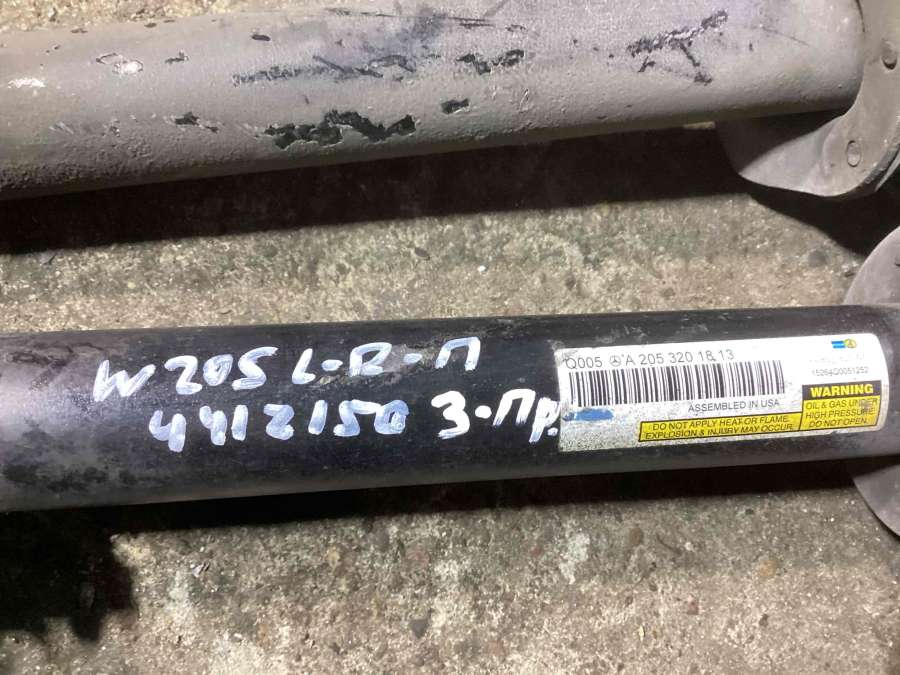 W205 L-R-П
4412150 3-Пр.
Q005 A 205 320 18 13
15264Q0051252
ASSEMBLED IN USA
DO NOT APPLY HEAT OR FLAME.
EXPLOSION & INJURY MAY OCCUR.
WARNING
OIL & GAS UNDER
HIGH PRESSURE
DO NOT OPEN.